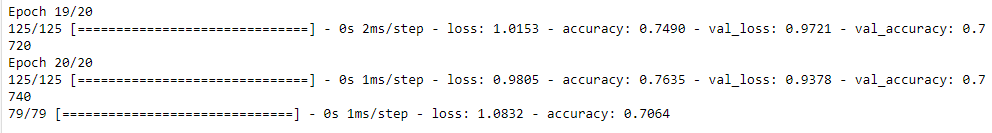 Epoch 19/20
125/125 [==============================] - 0s 2ms/step - loss: 1.0153 - accuracy: 0.7490 - val_loss: 0.9721 - val_accuracy: 0.7
720
Epoch 20/20
125/125 [==============================] - 0s 1ms/step - loss: 0.9805 - accuracy: 0.7635 - val_loss: 0.9378 - val_accuracy: 0.7
740
79/79 [==============================] - 0s 1ms/step - loss: 1.0832 - accuracy: 0.7064